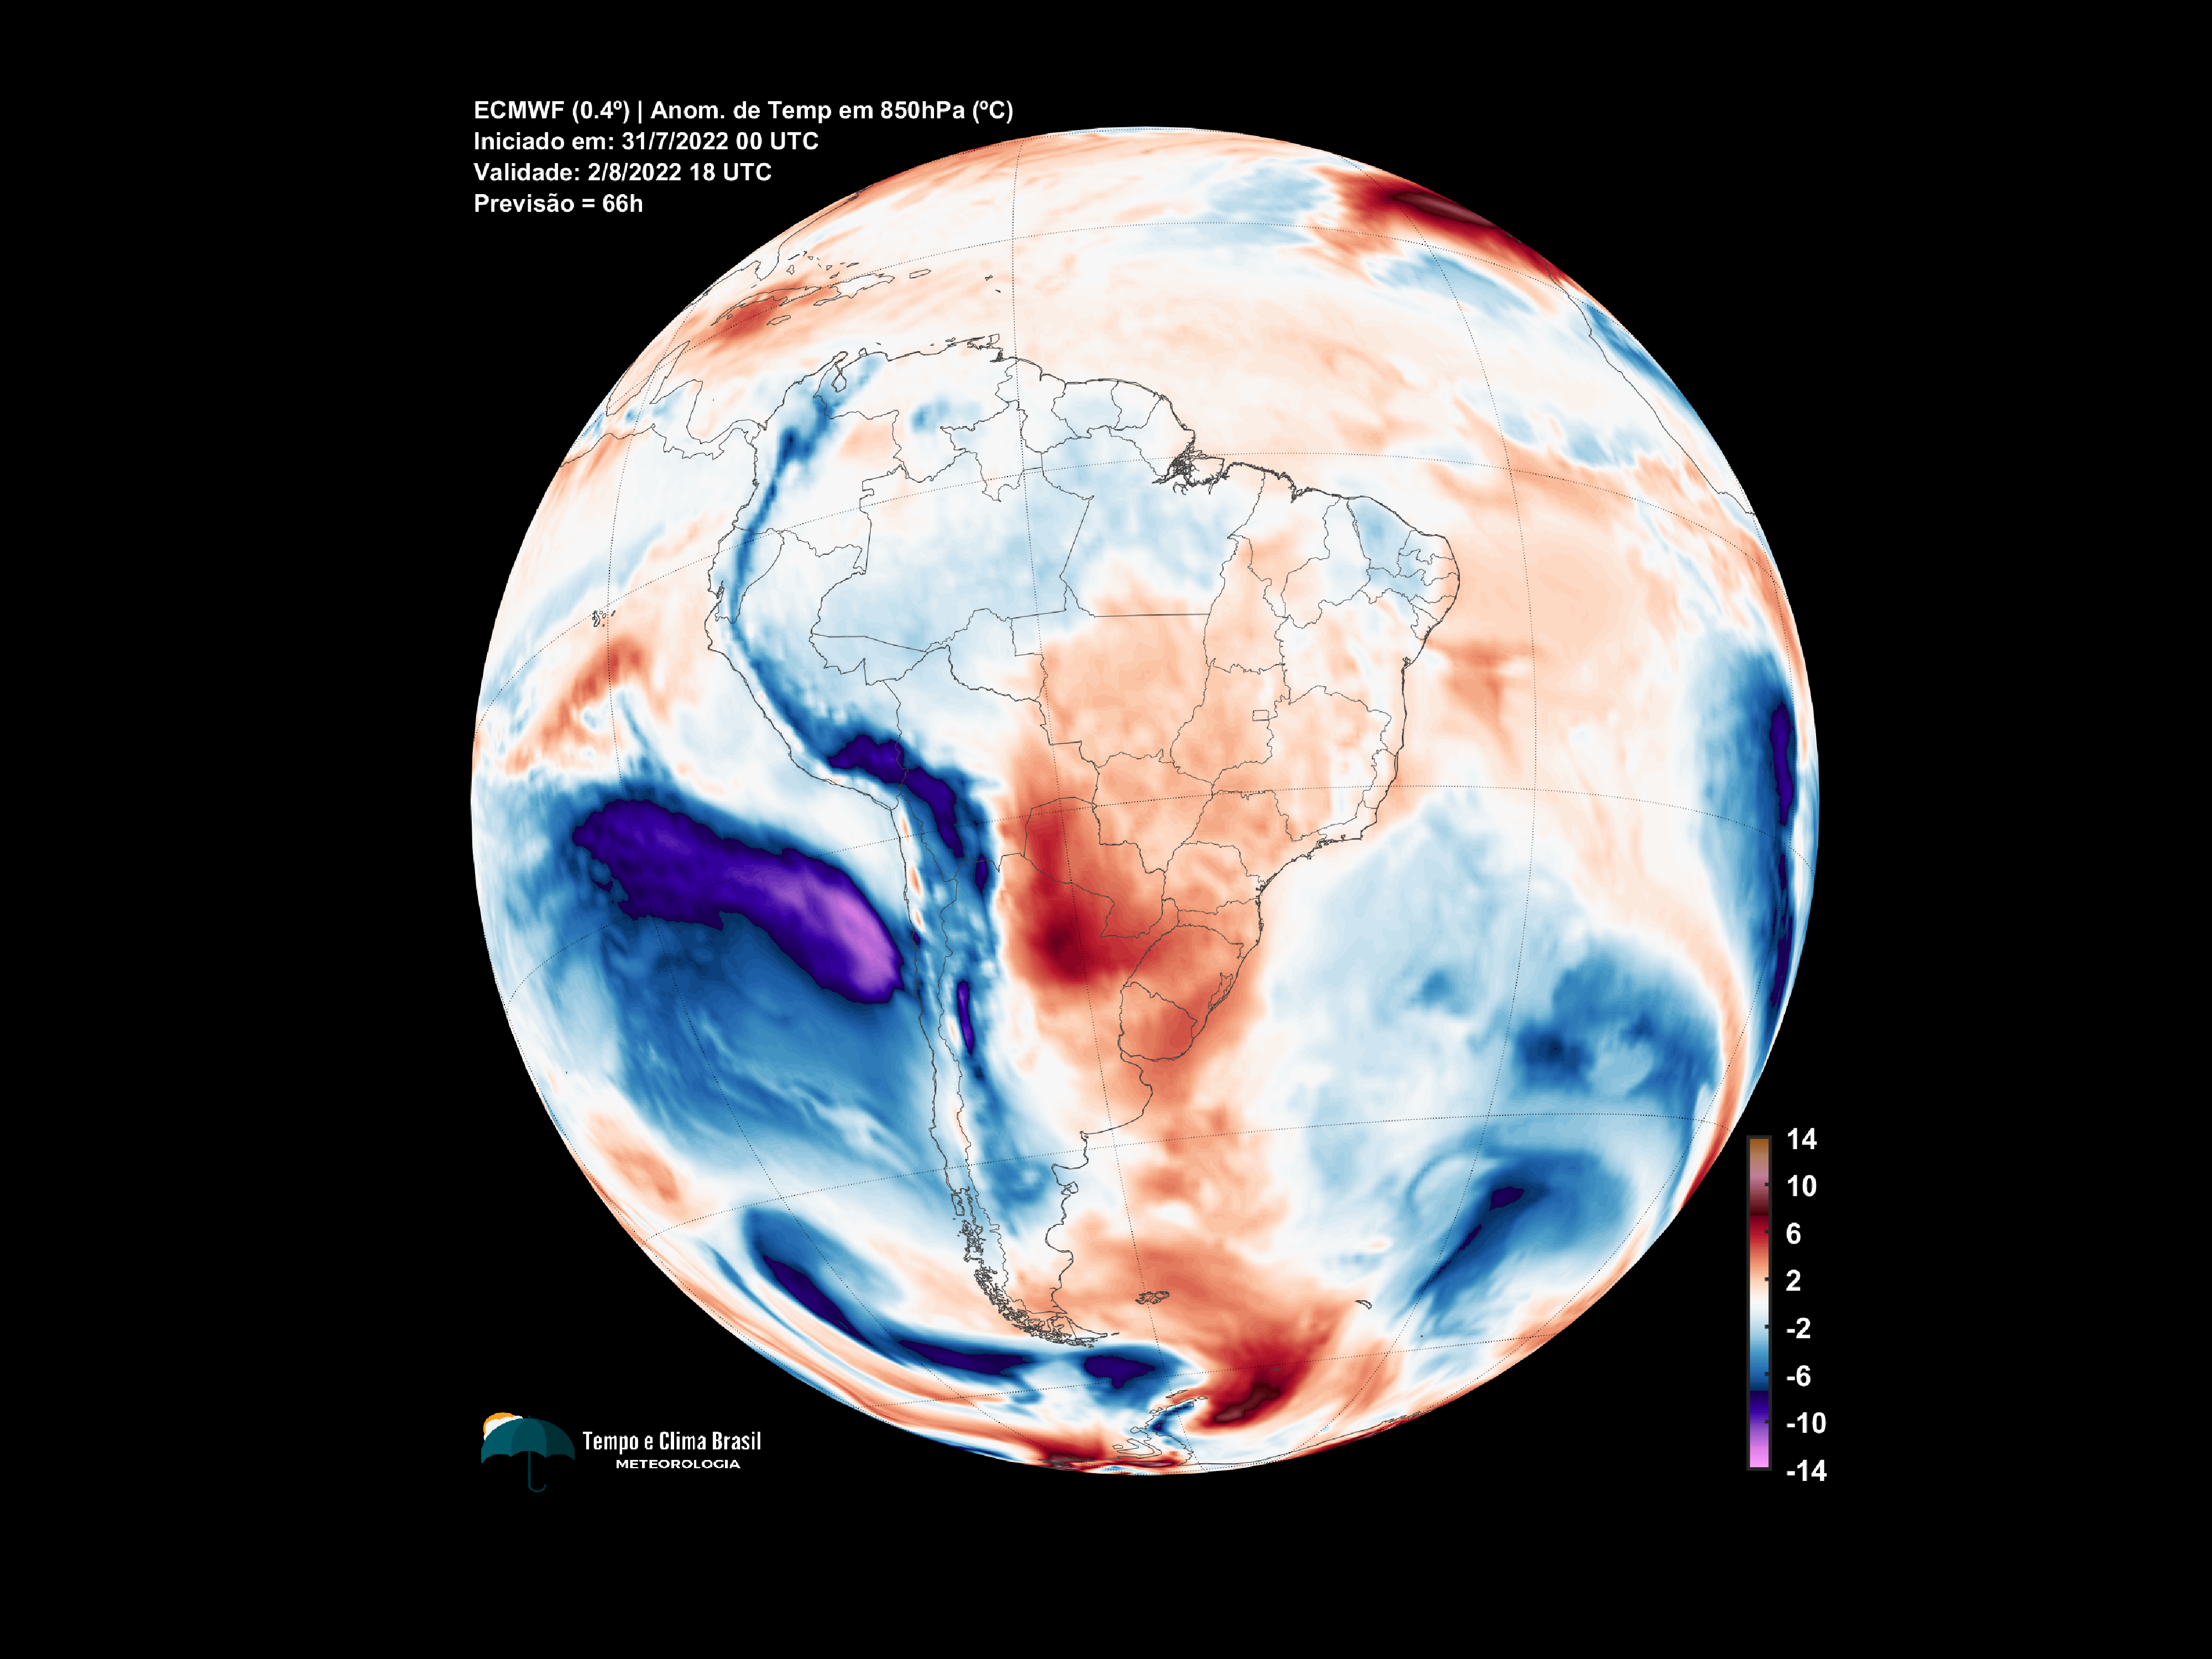 ECMWF (0.4º) | Anom. de Temp em 850hPa (ºC)
Iniciado em: 31/7/2022 00 UTC
Validade: 2/8/2022 18 UTC
Previsão = 66h
14
10
6
2
-2
-6
-10
-14
Tempo e Clima Brasil
METEOROLOGIA